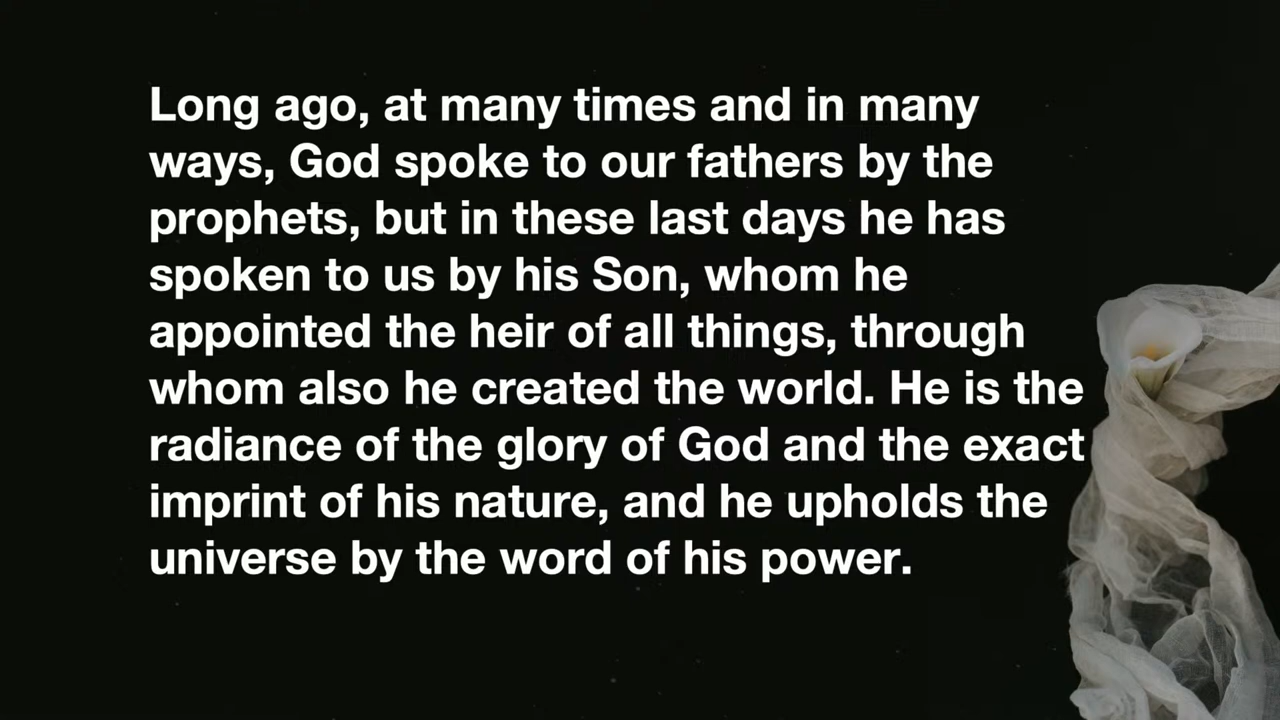 Long ago, at many times and in many
ways, God spoke to our fathers by the
prophets, but in these last days he has
spoken to us by his Son, whom he
appointed the heir of all things, through
whom also he created the world. He is the
radiance of the glory of God and the exact
imprint of his nature, and he upholds the
universe by the word of his power.